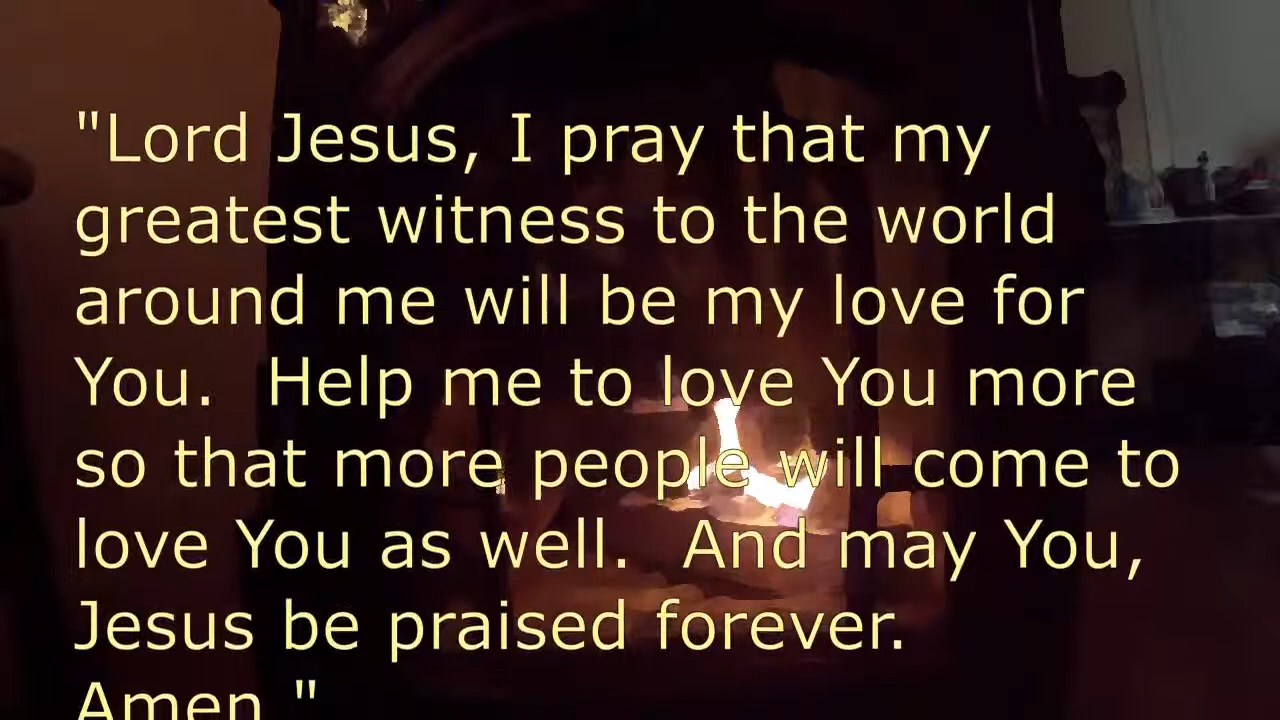 "Lord Jesus, I pray that my
greatest witness to the world
around me will be my love for
You.  Help me to love You more
so that more people will come to
love You as well.  And may You,
Jesus be praised forever.
Amen."